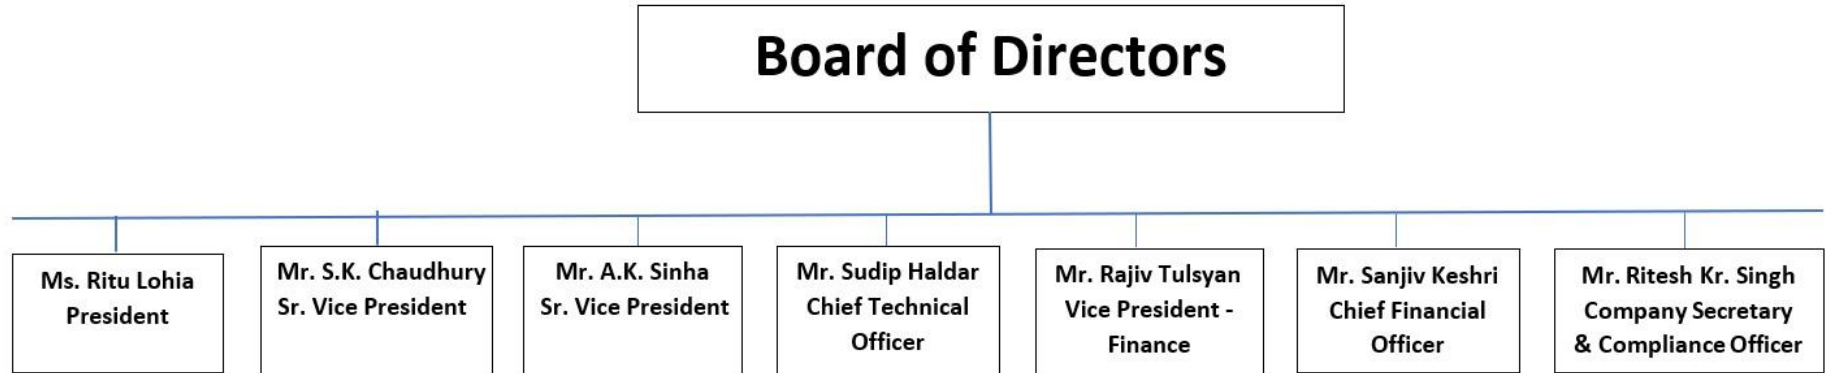 Board of Directors
Ms. Ritu Lohia
President
Mr. S.K. Chaudhury
Sr. Vice President
Mr. A.K. Sinha
Sr. Vice President
Mr. Sudip Haldar
Chief Technical
Officer
Mr. Rajiv Tulsyan
Vice President -
Finance
Mr. Sanjiv Keshri
Chief Financial
Officer
Mr. Ritesh Kr. Singh
Company Secretary
& Compliance Officer